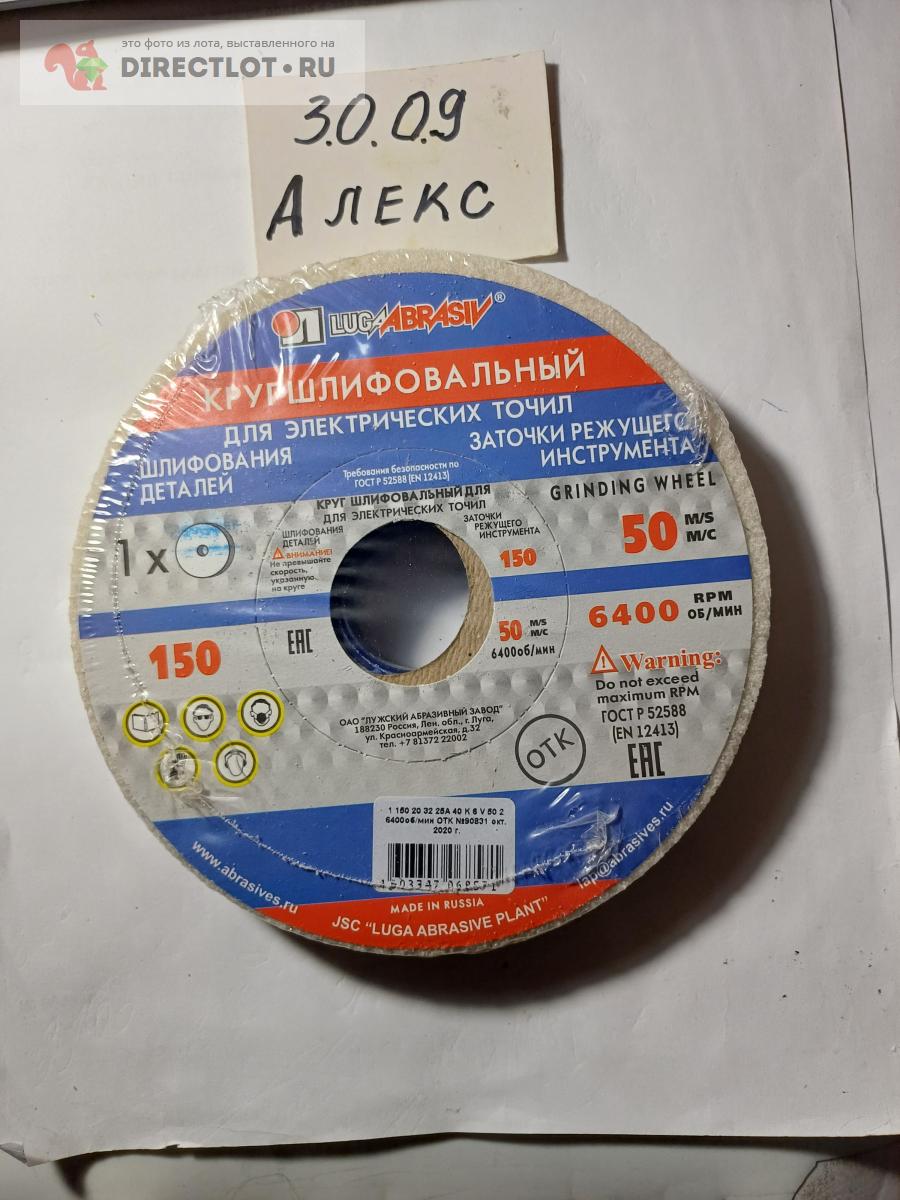 это фото из лота, выставленного на
DIRECTLOT.RU
30.09
АЛЕКС
LUGAABRASIV®
КРУГ ШЛИФОВАЛЬНЫЙ
ДЛЯ ЭЛЕКТРИЧЕСКИХ ТОЧИЛ
ШЛИФОВАНИЯ
ДЕТАЛЕЙ
ЗАТОЧКИ РЕЖУЩЕГО
ИНСТРУМЕНТА
Требования безопасности по
ГОСТ Р 52588 (EN 12413)
GRINDING WHEEL
КРУГ ШЛИФОВАЛЬНЫЙ ДЛЯ
ДЛЯ ЭЛЕКТРИЧЕСКИХ ТОЧИЛ
ШЛИФОВАНИЯ
ДЕТАЛЕЙ
ЗАТОЧКИ
РЕЖУЩЕГО
ИНСТРУМЕНТА
ВНИМАНИЕ!
Не превышайте
скорость,
указанную
на круге
150
1 x
50 M/S
М/С
6400 RPM
ОБ/МИН
EAC
50 M/S
М/С
6400об/мин
150
Warning:
Do not exceed
maximum RPM
ГОСТ Р 52588
(EN 12413)
EAC
ОАО "ЛУЖСКИЙ АБРАЗИВНЫЙ ЗАВОД"
188230 Россия, Лен. обл., г. Луга,
ул. Красноармейская, д.32
тел. +7 81372 22002
ОТК
1 150 20 32 25А 40 K 6 V 50 2
6400об/мин ОТК №90831 окт.
2020 г.
www.abrasives.ru
lap@abrasives.ru
MADE IN RUSSIA
JSC "LUGA ABRASIVE PLANT"